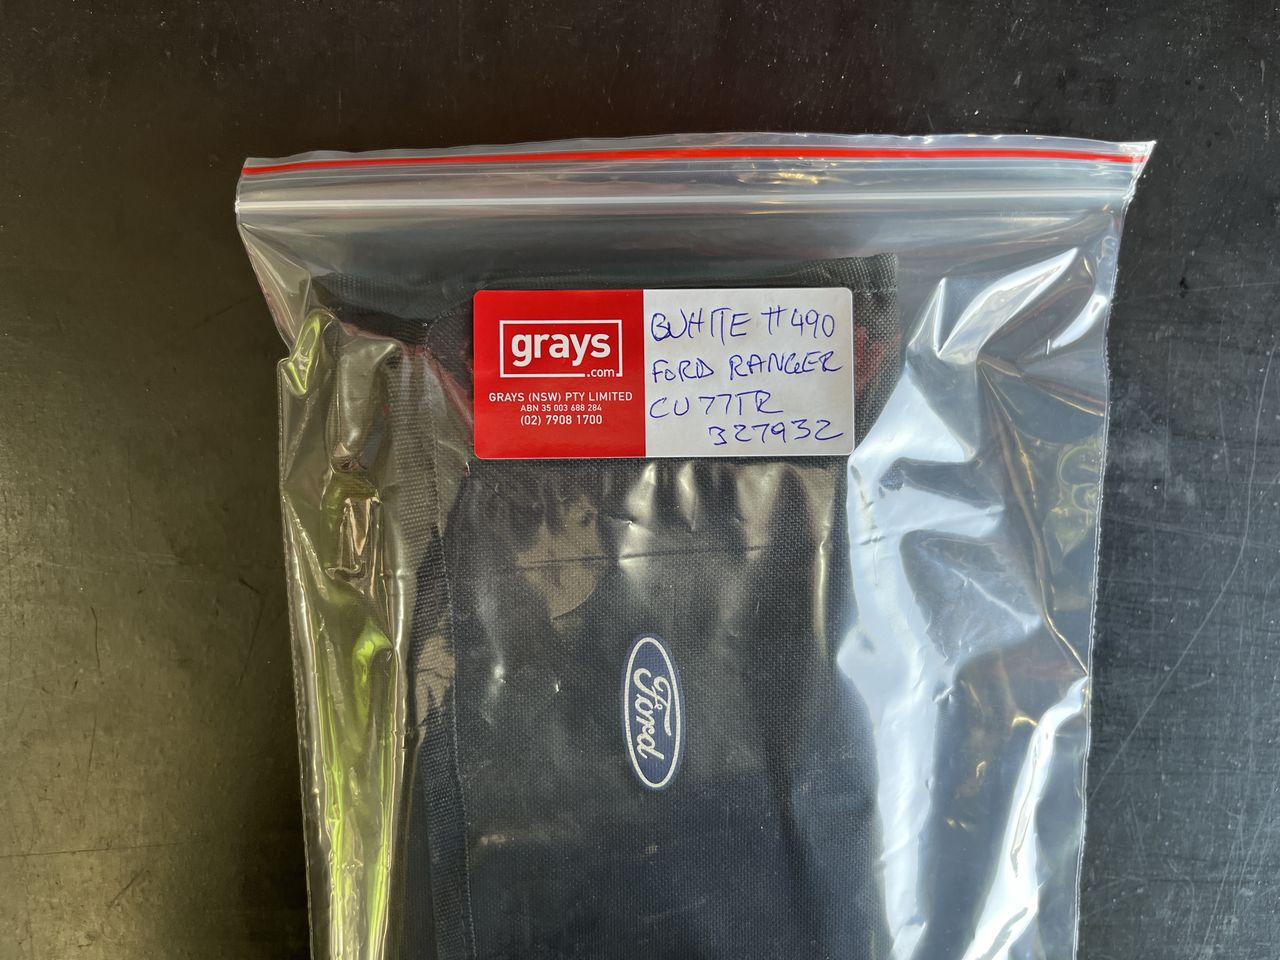 grays
.com
GRAYS (NSW) PTY LIMITED
ABN 35 003 688 284
(02) 7908 1700
#490
FORD RANGER
CU77TR
327932
Ford